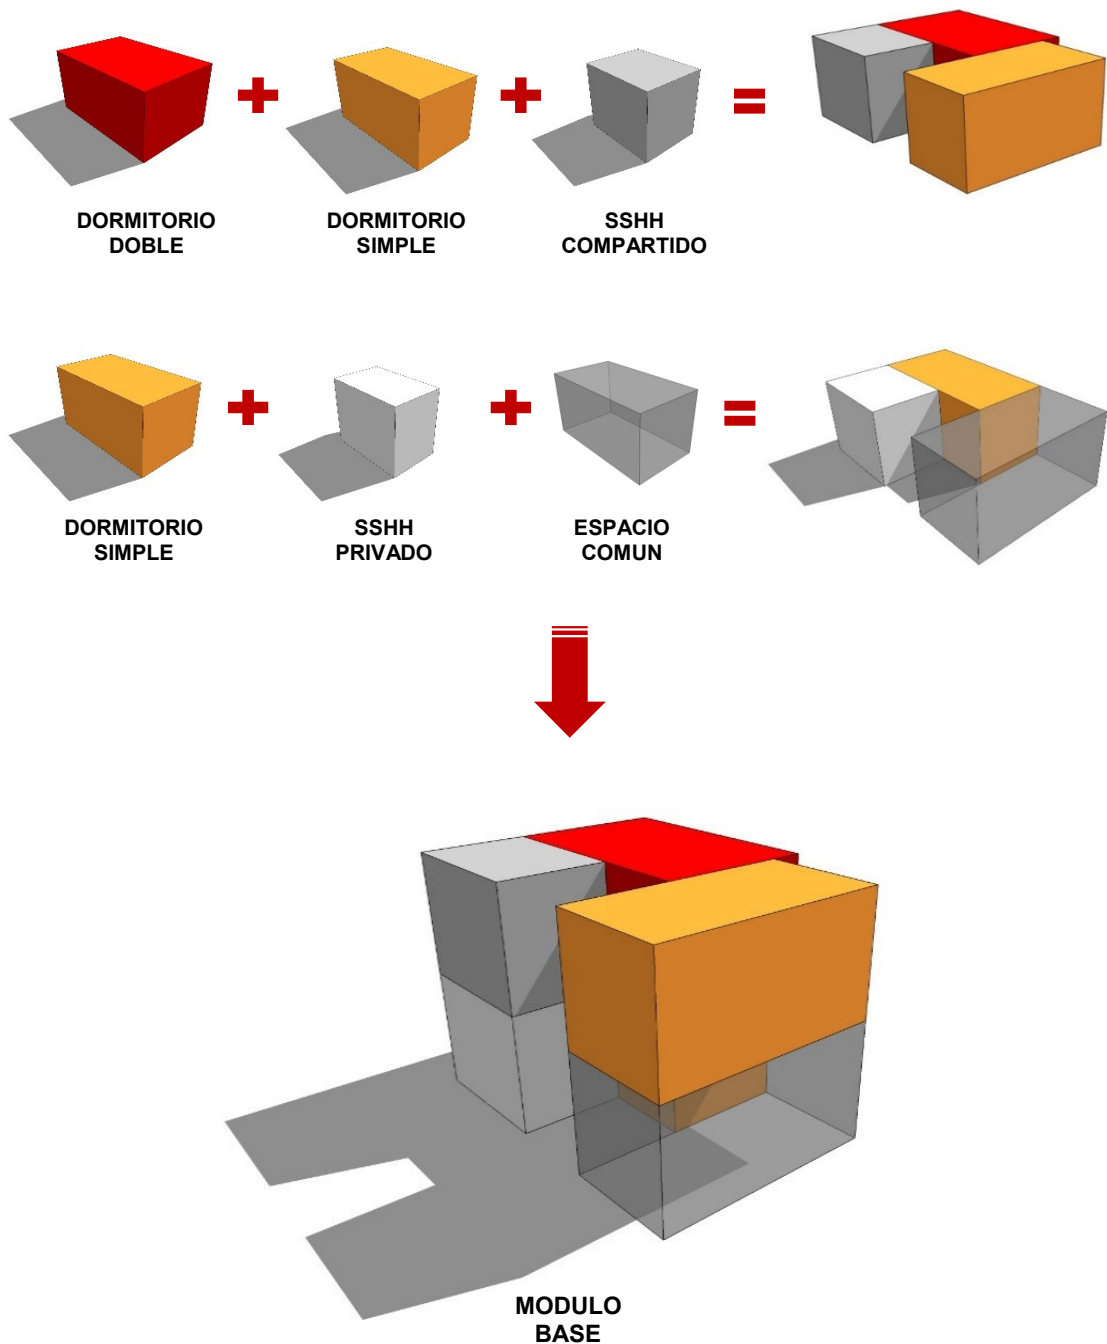 DORMITORIO
DOBLE
DORMITORIO
SIMPLE
SSHH
COMPARTIDO
DORMITORIO
SIMPLE
SSHH
PRIVADO
ESPACIO
COMUN
MODULO
BASE